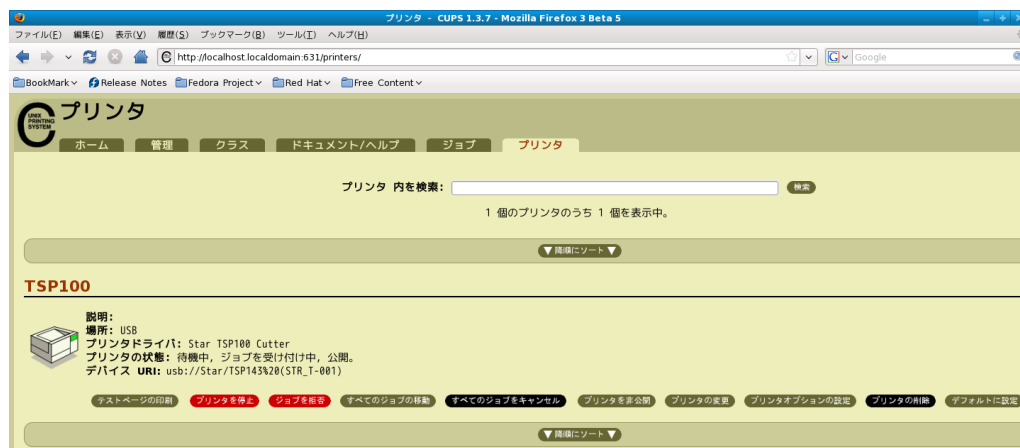 プリンタ - CUPS 1.3.7 - Mozilla Firefox 3 Beta 5
ファイル(F) 編集(E) 表示(V) 履歴(S) ブックマーク(B) ツール(T) ヘルプ(H)
http://localhost.localdomain:631/printers/
Google
BookMark Release Notes Fedora Project Red Hat Free Content
UNIX PRINTING SYSTEM
プリンタ
ホーム 管理 クラス ドキュメント/ヘルプ ジョブ プリンタ
プリンタ 内を検索: 検索
1 個のプリンタのうち 1 個を表示中。
▼ 降順にソート ▼
TSP100
説明:
場所: USB
プリンタドライバ: Star TSP100 Cutter
プリンタの状態: 待機中, ジョブを受け付け中, 公開。
デバイス URI: usb://Star/TSP143%20(STR_T-001)
テストページの印刷 プリンタを停止 ジョブを拒否 すべてのジョブの移動 すべてのジョブをキャンセル プリンタを非公開 プリンタの変更 プリンタオプションの設定 プリンタの削除 デフォルトに設定
▼ 降順にソート ▼